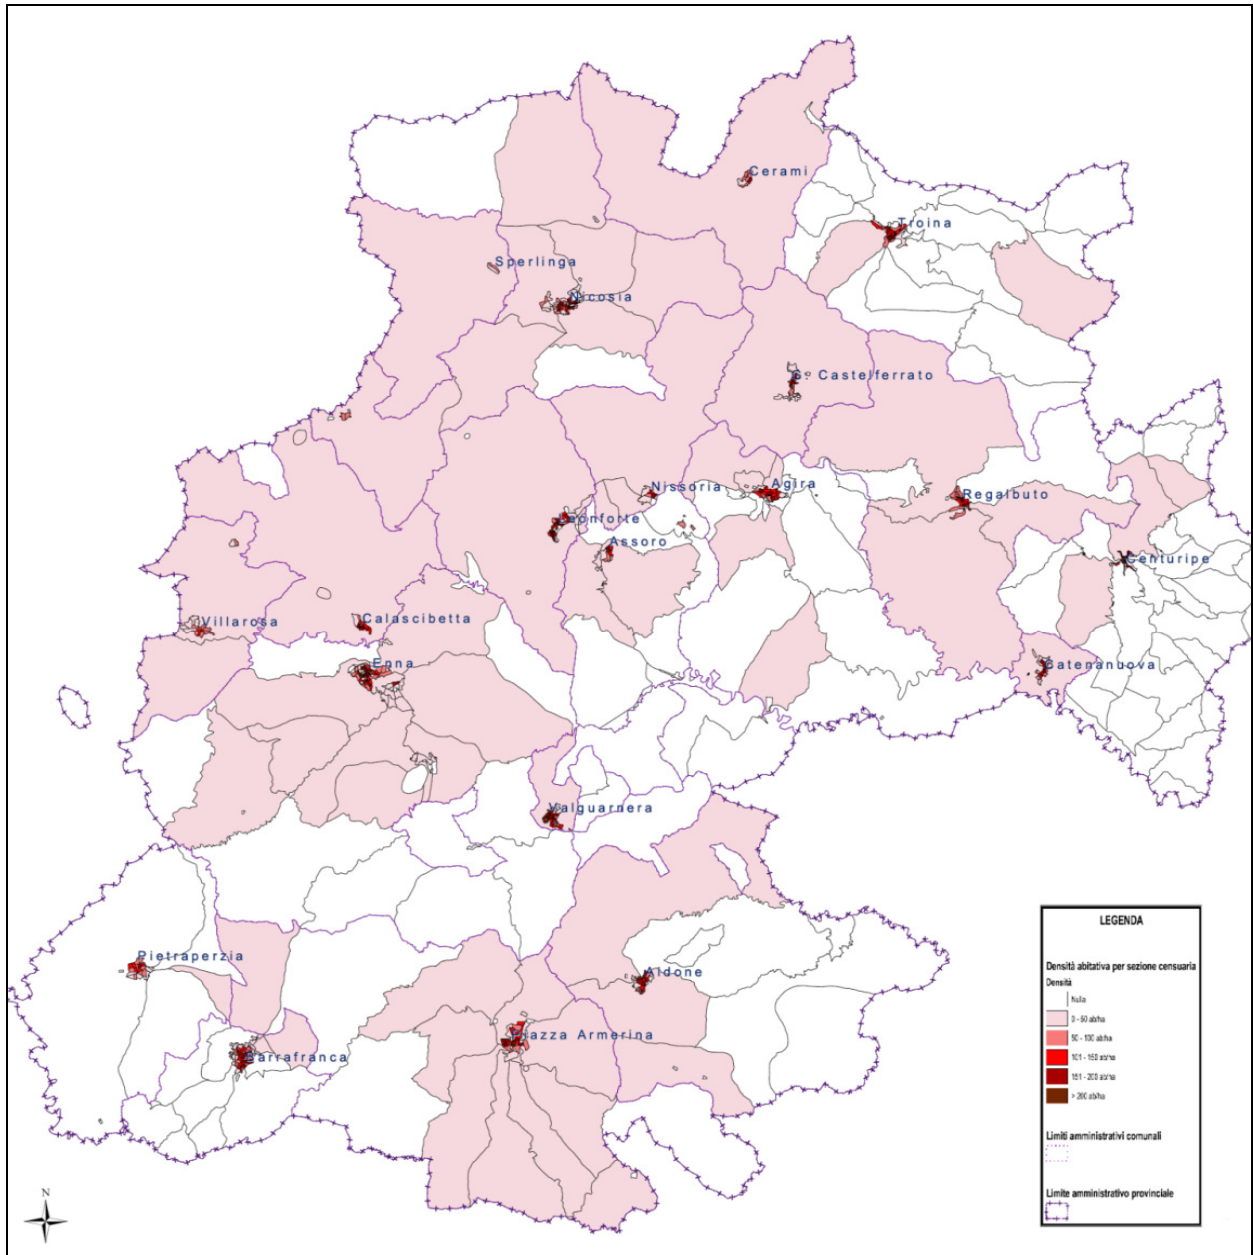 Cerami
Troina
Sperlinga
Nicosia
G. Castelferrato
Nissoria
Agira
Regalbuto
Leonforte
Assoro
Centuripe
Villarosa
Calascibetta
Enna
Catenanuova
Valguarnera
Pietraperzia
Aidone
Piazza Armerina
Barrafranca
LEGENDA
Densità abitativa per sezione censuaria
Densità
Nulla
0 - 50 ab/ha
50 - 100 ab/ha
101 - 150 ab/ha
151 - 200 ab/ha
> 200 ab/ha
Limiti amministrativi comunali
Limite amministrativo provinciale
N